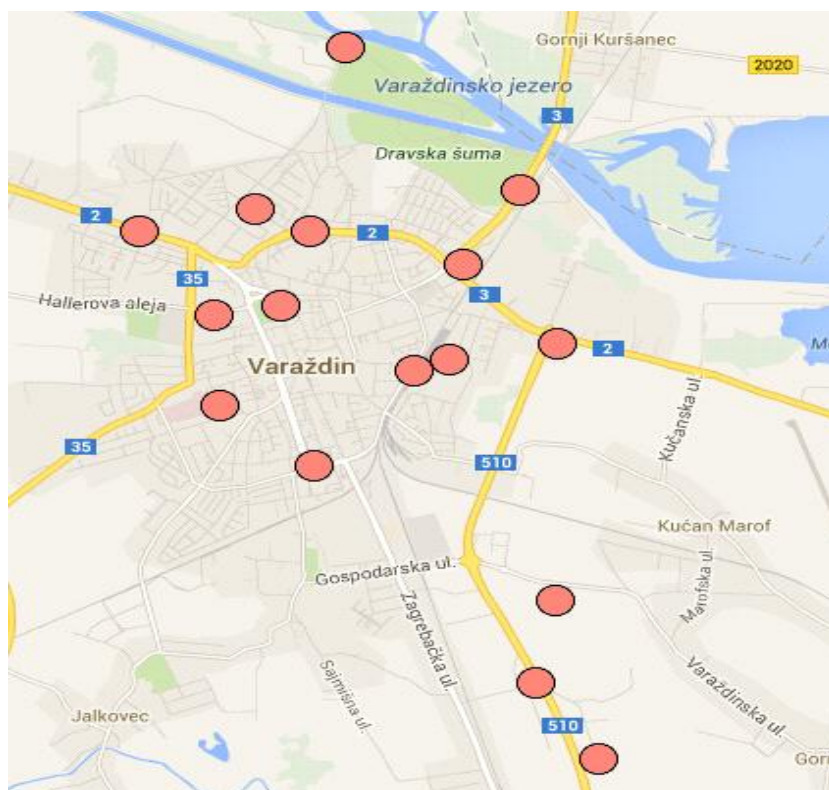 Gornji Kuršanec
2020
Varaždinsko jezero
3
Dravska šuma
2
2
35
Hallerova aleja
3
2
Varaždin
Kučanska ul.
35
510
Kućan Marof
Gospodarska ul.
Marofska ul.
Zagrebačka ul.
Sajmišna ul.
Varaždinska ul.
Jalkovec
510